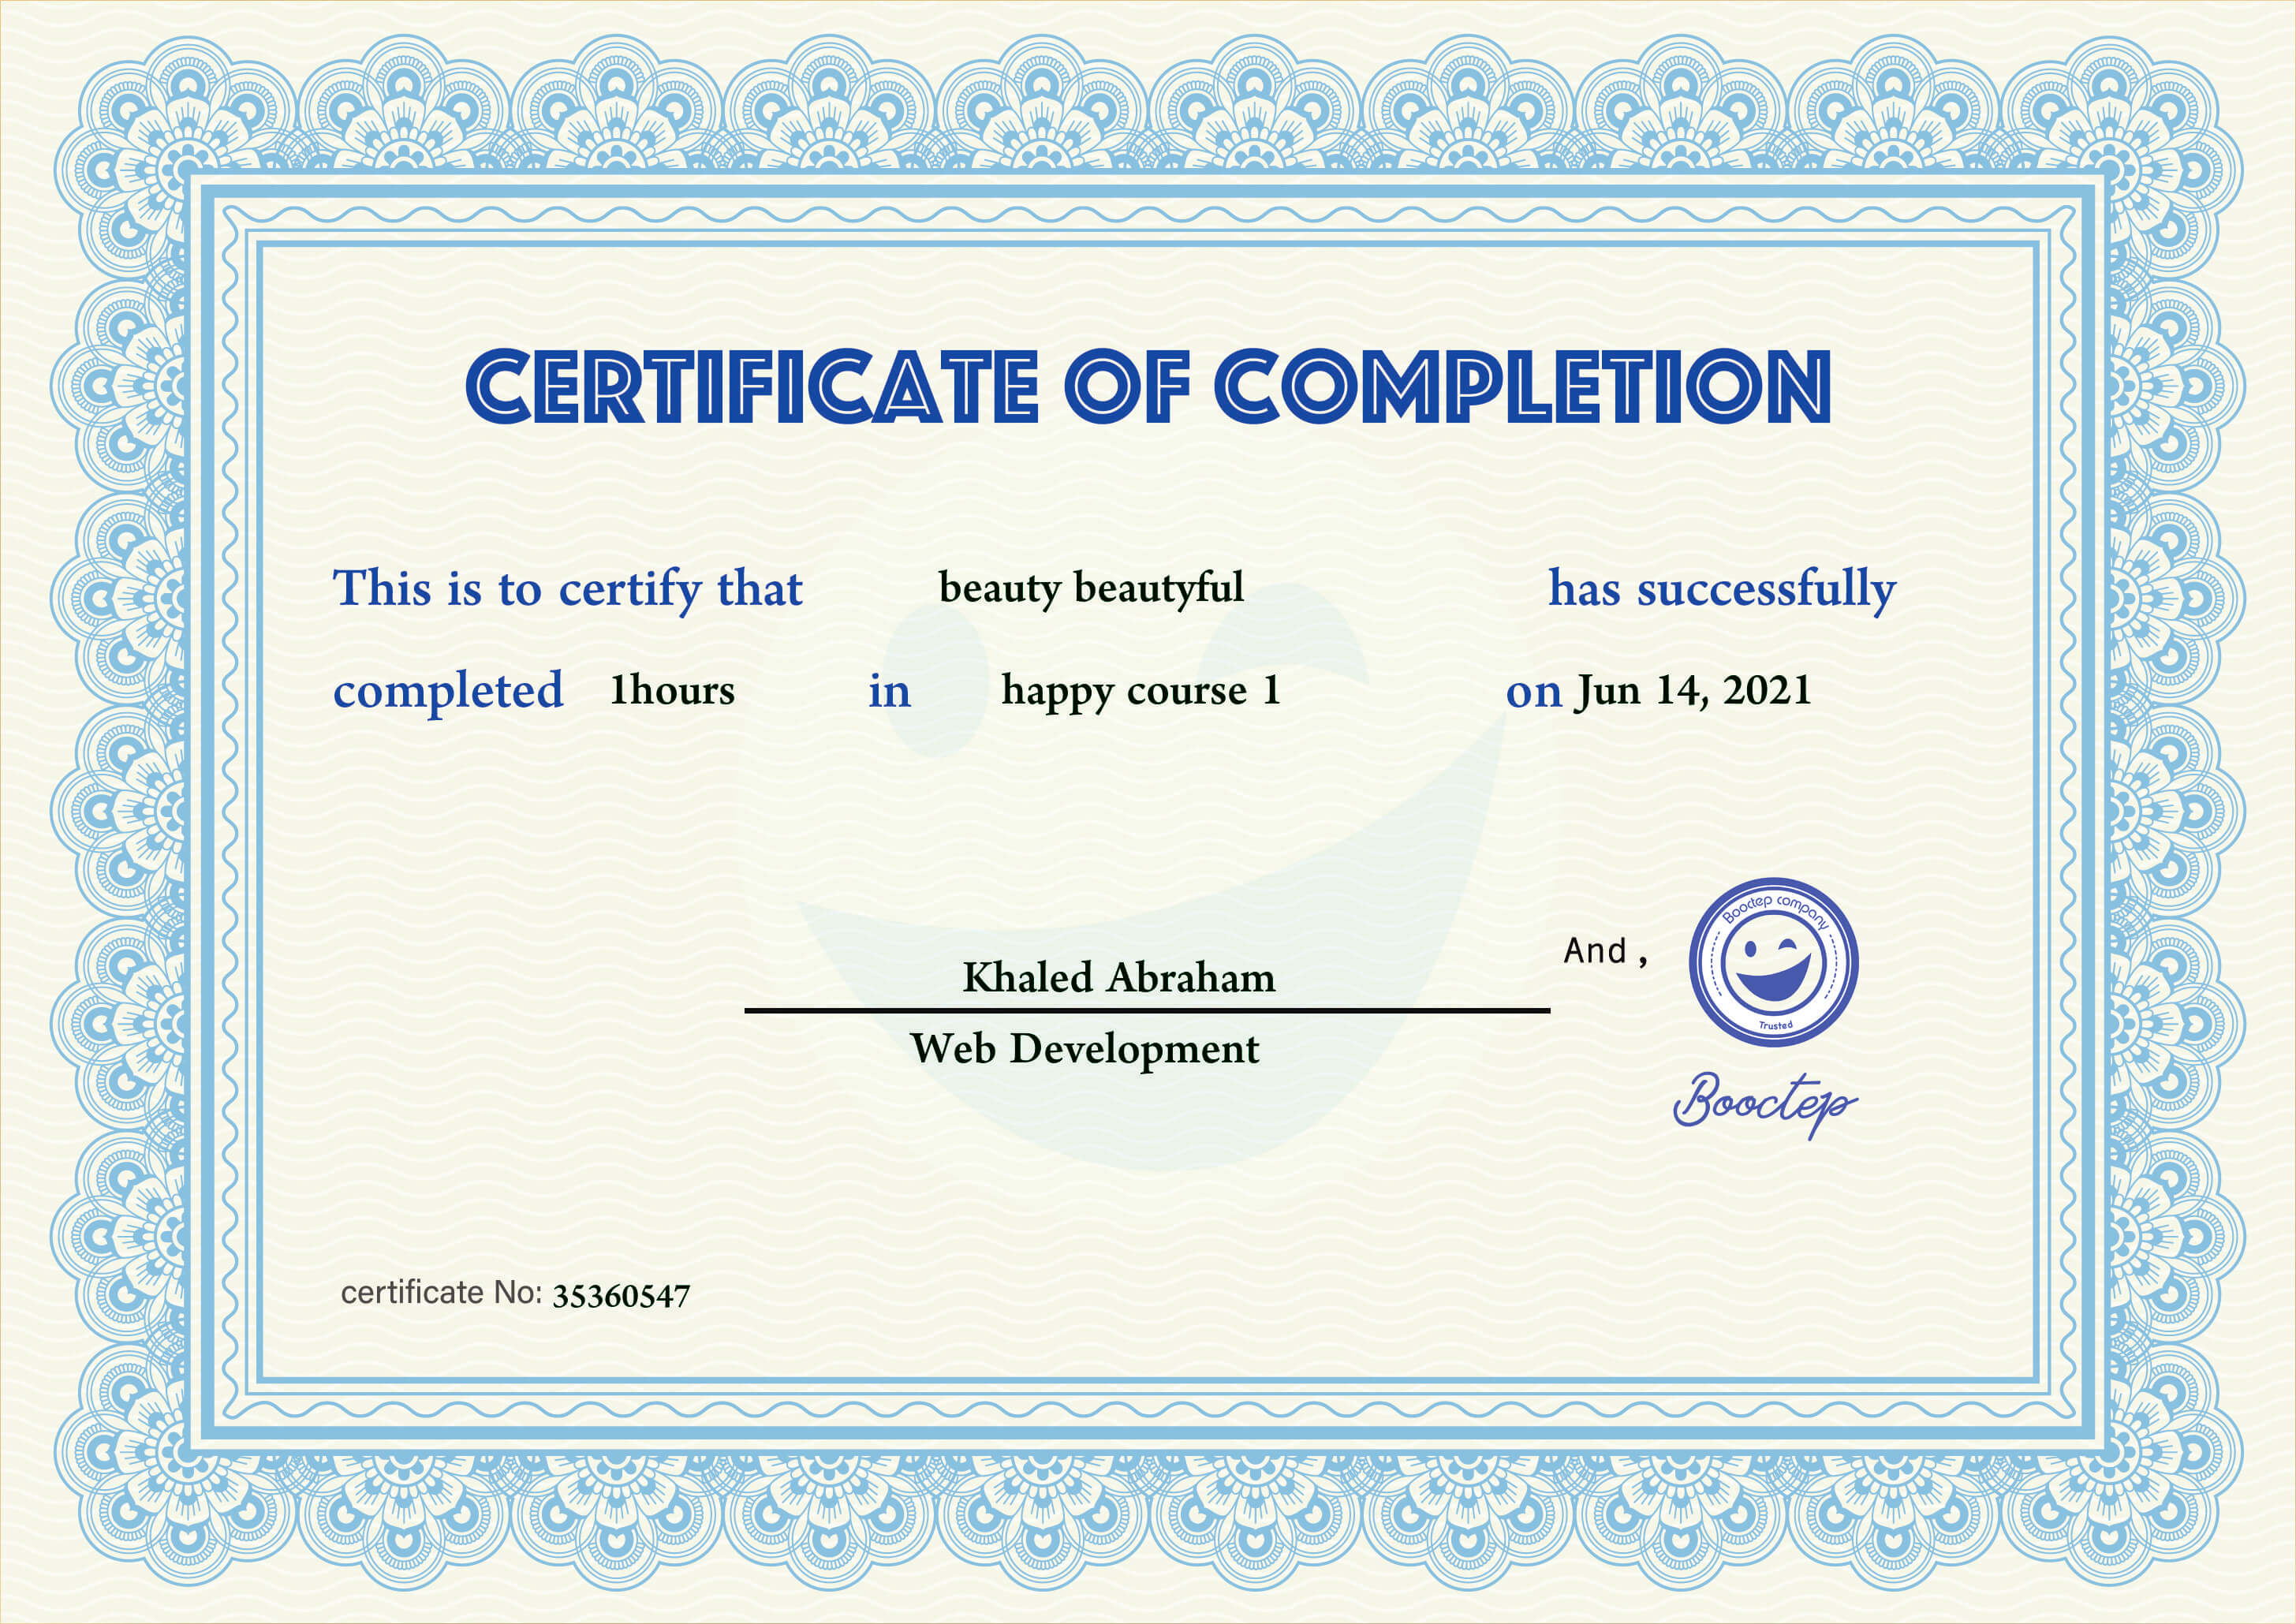 CERTIFICATE OF COMPLETION
This is to certify that beauty beautyful has successfully
completed 1hours in happy course 1 on Jun 14, 2021
Khaled Abraham
Web Development
And ,
Booctep company
Trusted
Booctep
certificate No: 35360547